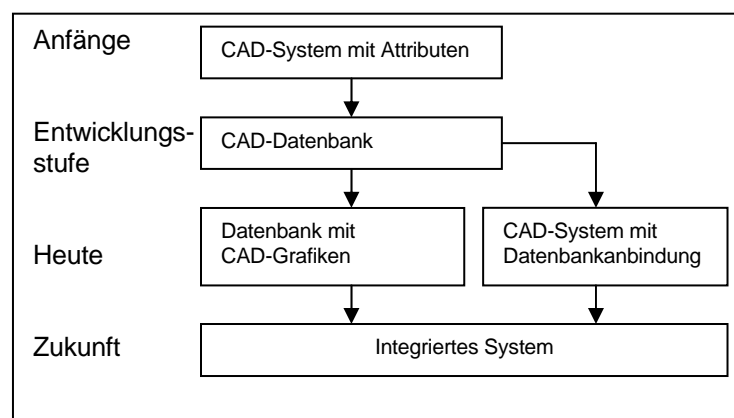 Anfänge
CAD-System mit Attributen
Entwicklungs-
stufe
CAD-Datenbank
Heute
Datenbank mit
CAD-Grafiken
CAD-System mit
Datenbankanbindung
Zukunft
Integriertes System